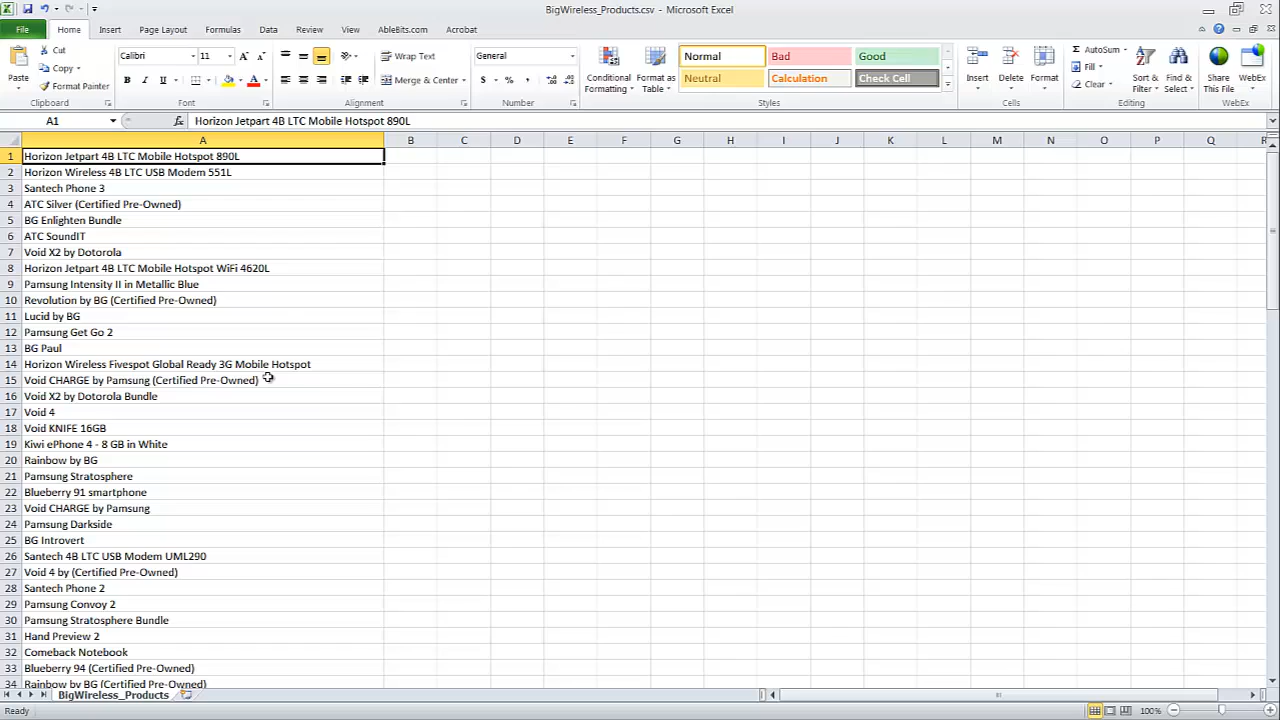 BigWireless_Products.csv - Microsoft Excel
File Home Insert Page Layout Formulas Data Review View AbleBits.com Acrobat
Cut
Copy
Format Painter
Paste
Clipboard
Calibri 11
B I U
Font
Wrap Text
Merge & Center
Alignment
General
$ % ,
Number
Conditional Formatting
Format as Table
Normal Bad Good
Neutral Calculation Check Cell
Styles
Insert Delete Format
Cells
AutoSum
Fill
Clear
Sort & Filter
Find & Select
Editing
Share This File
WebEx
WebEx
A1 fx Horizon Jetpart 4B LTC Mobile Hotspot 890L
A B C D E F G H I J K L M N O P Q R
1 Horizon Jetpart 4B LTC Mobile Hotspot 890L
2 Horizon Wireless 4B LTC USB Modem 551L
3 Santech Phone 3
4 ATC Silver (Certified Pre-Owned)
5 BG Enlighten Bundle
6 ATC SoundIT
7 Void X2 by Dotorola
8 Horizon Jetpart 4B LTC Mobile Hotspot WiFi 4620L
9 Pamsung Intensity II in Metallic Blue
10 Revolution by BG (Certified Pre-Owned)
11 Lucid by BG
12 Pamsung Get Go 2
13 BG Paul
14 Horizon Wireless Fivespot Global Ready 3G Mobile Hotspot
15 Void CHARGE by Pamsung (Certified Pre-Owned)
16 Void X2 by Dotorola Bundle
17 Void 4
18 Void KNIFE 16GB
19 Kiwi ePhone 4 - 8 GB in White
20 Rainbow by BG
21 Pamsung Stratosphere
22 Blueberry 91 smartphone
23 Void CHARGE by Pamsung
24 Pamsung Darkside
25 BG Introvert
26 Santech 4B LTC USB Modem UML290
27 Void 4 by (Certified Pre-Owned)
28 Santech Phone 2
29 Pamsung Convoy 2
30 Pamsung Stratosphere Bundle
31 Hand Preview 2
32 Comeback Notebook
33 Blueberry 94 (Certified Pre-Owned)
34 Rainbow by BG (Certified Pre-Owned)
BigWireless_Products
Ready 100%